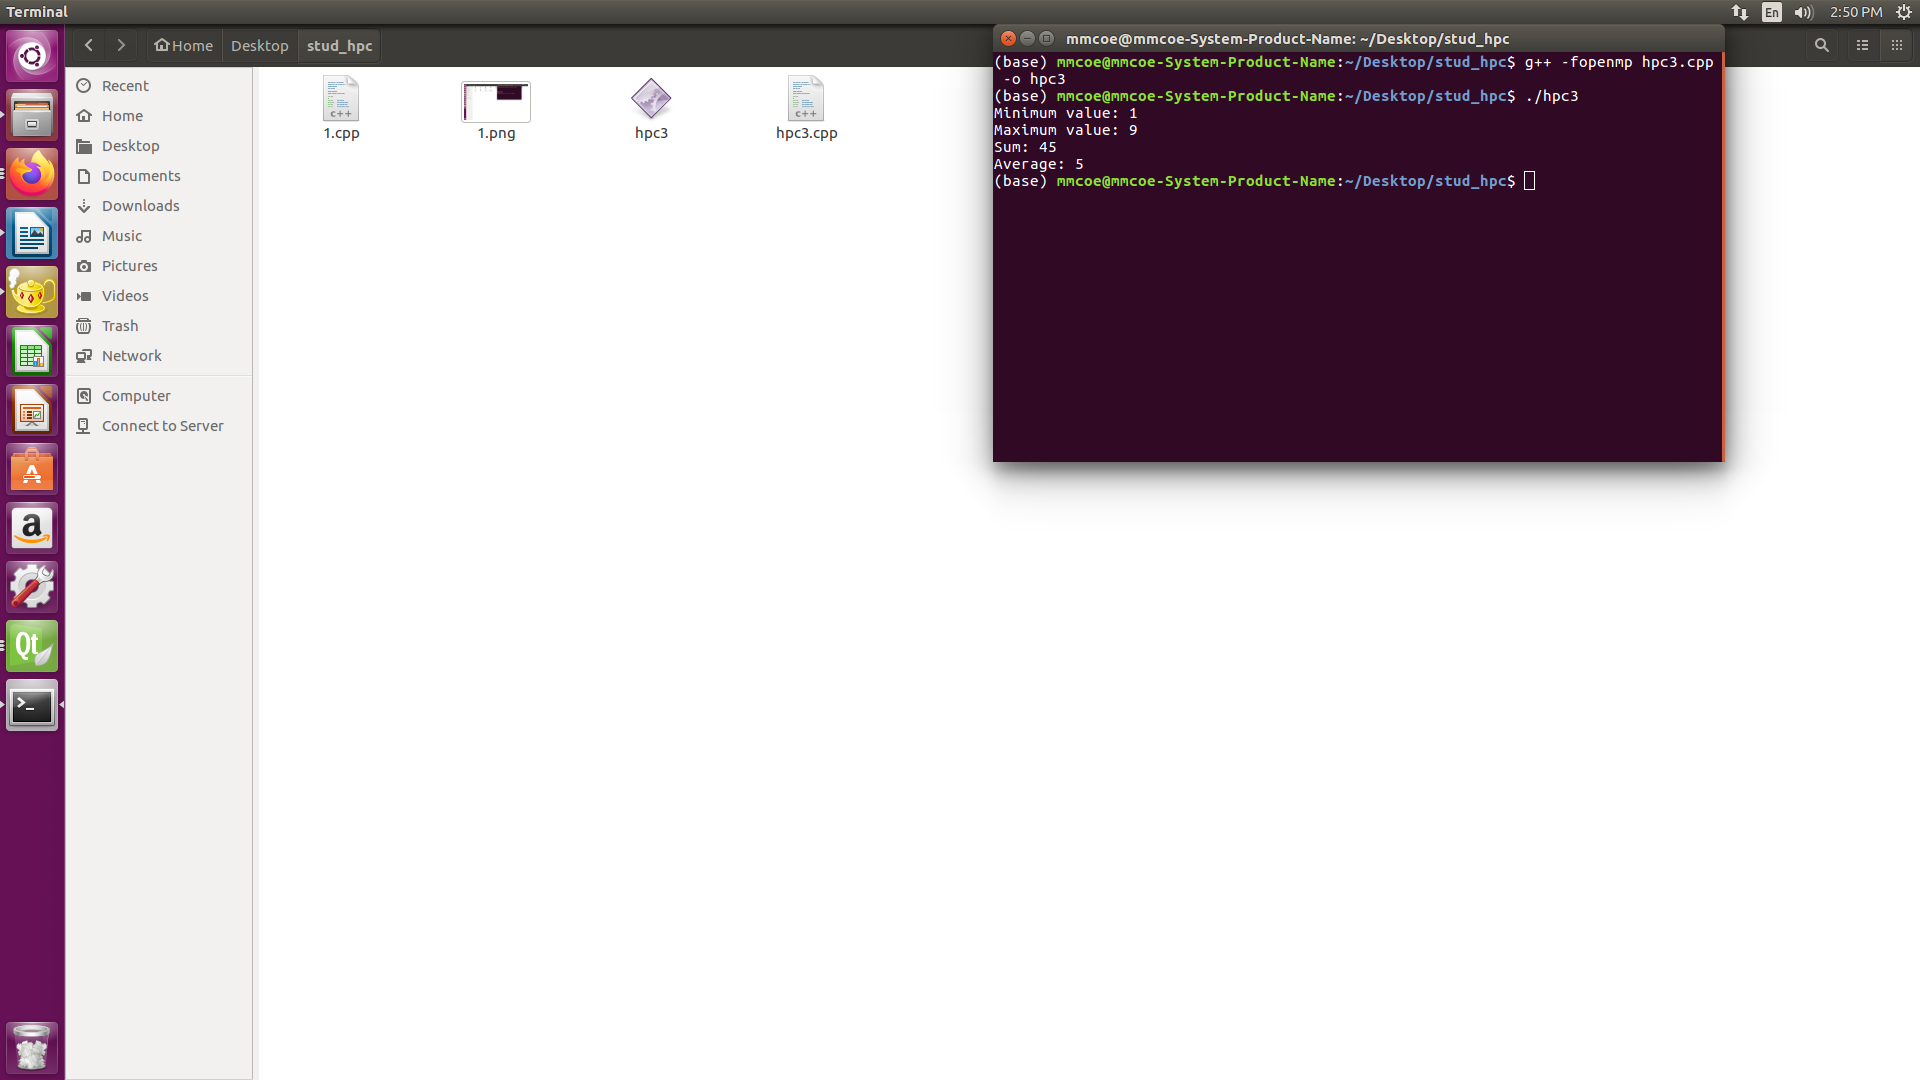 Terminal
En
2:50 PM
Home
Desktop
stud_hpc
Recent
Home
Desktop
Documents
Downloads
Music
Pictures
Videos
Trash
Network
Computer
Connect to Server
c++
1.cpp
1.png
hpc3
c++
hpc3.cpp
A
a
Qt
>_
mmcoe@mmcoe-System-Product-Name: ~/Desktop/stud_hpc
(base) mmcoe@mmcoe-System-Product-Name:~/Desktop/stud_hpc$ g++ -fopenmp hpc3.cpp
 -o hpc3
(base) mmcoe@mmcoe-System-Product-Name:~/Desktop/stud_hpc$ ./hpc3
Minimum value: 1
Maximum value: 9
Sum: 45
Average: 5
(base) mmcoe@mmcoe-System-Product-Name:~/Desktop/stud_hpc$